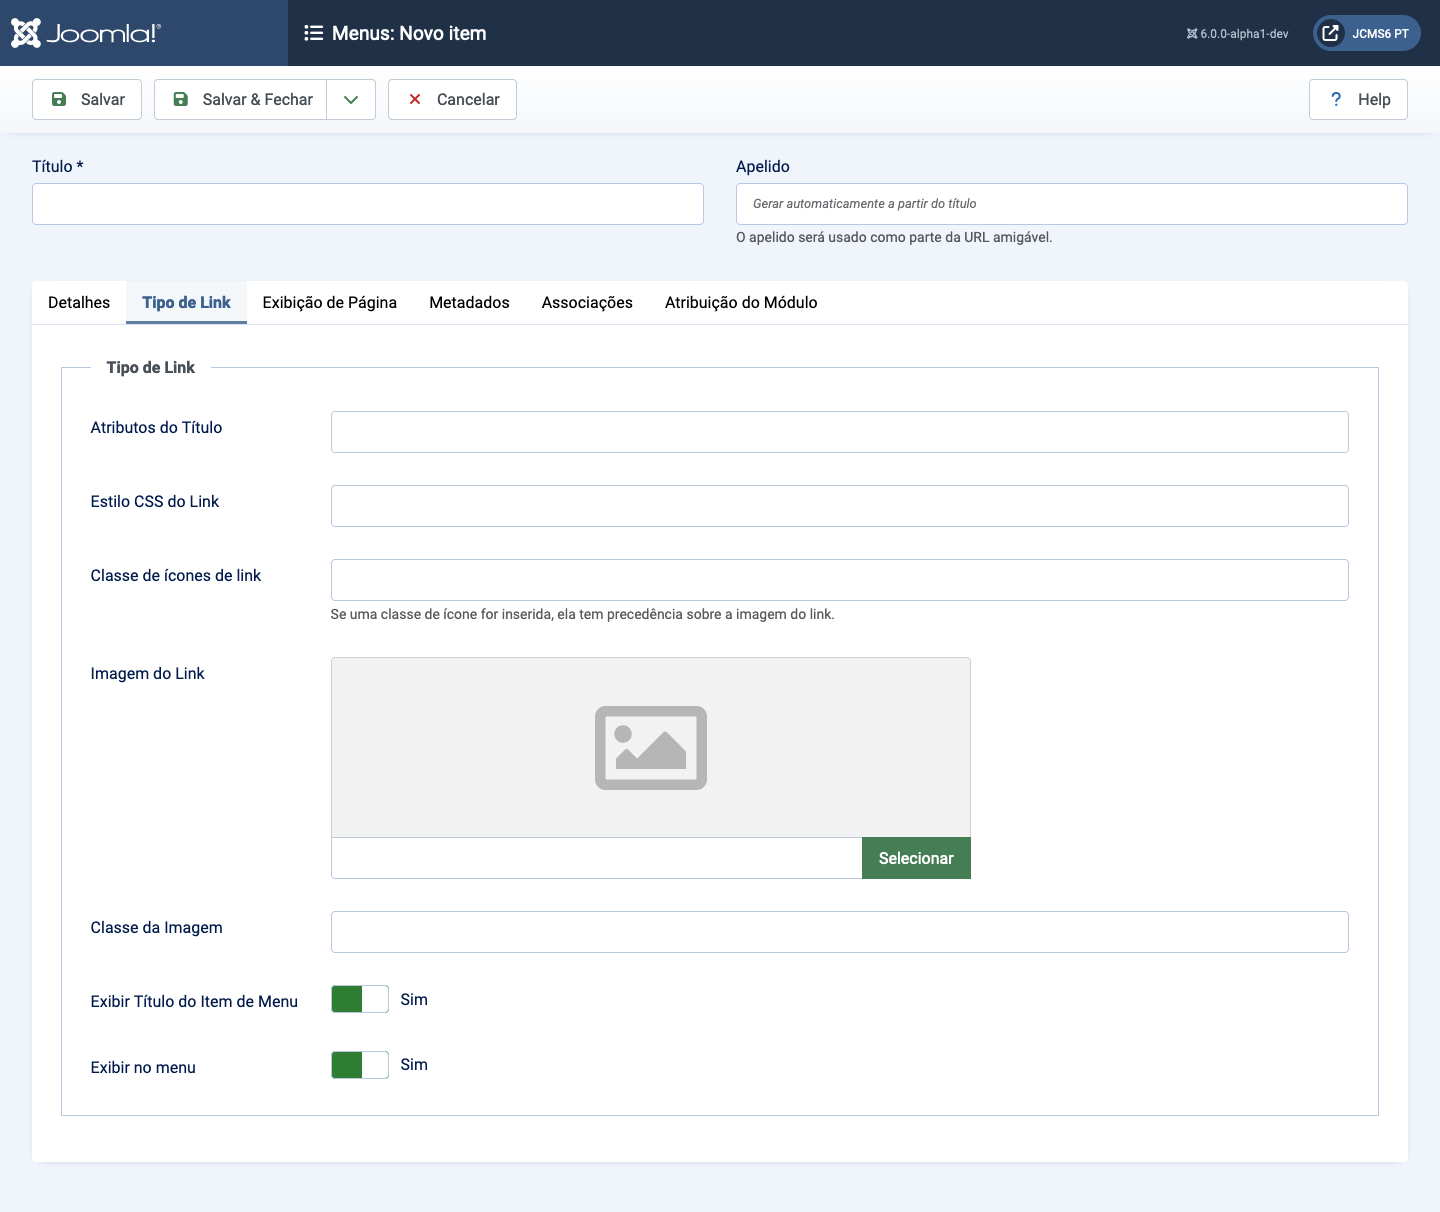 Joomla!®
Menus: Novo item
6.0.0-alpha1-dev
JCMS6 PT
Salvar
Salvar & Fechar
Cancelar
? Help
Título *
Apelido
Gerar automaticamente a partir do título
O apelido será usado como parte da URL amigável.
Detalhes
Tipo de Link
Exibição de Página
Metadados
Associações
Atribuição do Módulo
Tipo de Link
Atributos do Título
Estilo CSS do Link
Classe de ícones de link
Se uma classe de ícone for inserida, ela tem precedência sobre a imagem do link.
Imagem do Link
Selecionar
Classe da Imagem
Exibir Título do Item de Menu
Sim
Exibir no menu
Sim